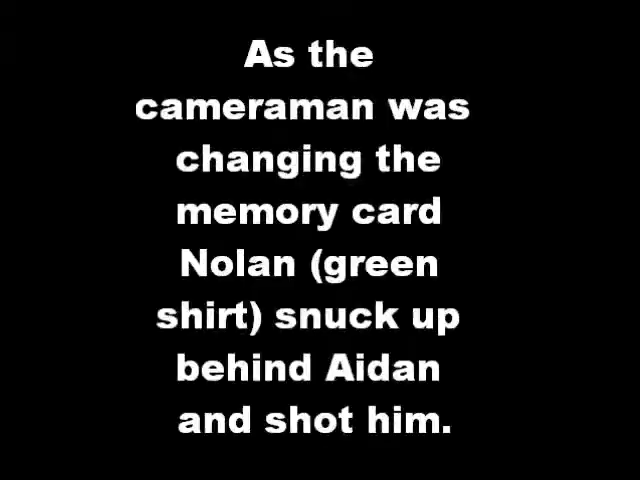 As the
cameraman was
changing the
memory card
Nolan (green
shirt) snuck up
behind Aidan
and shot him.